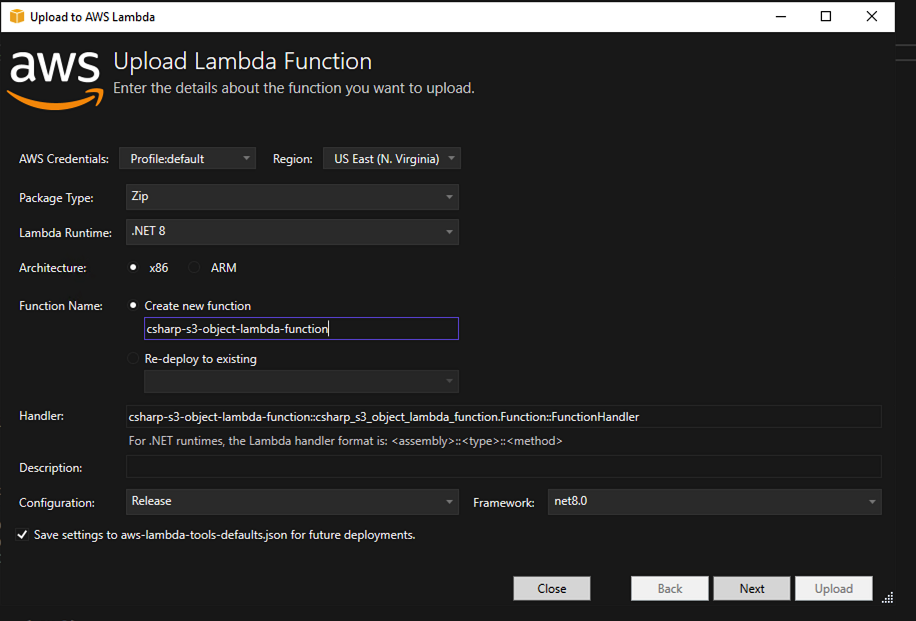 Upload to AWS Lambda
aws
Upload Lambda Function
Enter the details about the function you want to upload.
AWS Credentials: Profile:default Region: US East (N. Virginia)
Package Type: Zip
Lambda Runtime: .NET 8
Architecture: x86 ARM
Function Name: Create new function
csharp-s3-object-lambda-function
Re-deploy to existing
Handler: csharp-s3-object-lambda-function::csharp_s3_object_lambda_function.Function::FunctionHandler
For .NET runtimes, the Lambda handler format is: <assembly>::<type>::<method>
Description:
Configuration: Release Framework: net8.0
Save settings to aws-lambda-tools-defaults.json for future deployments.
Close Back Next Upload